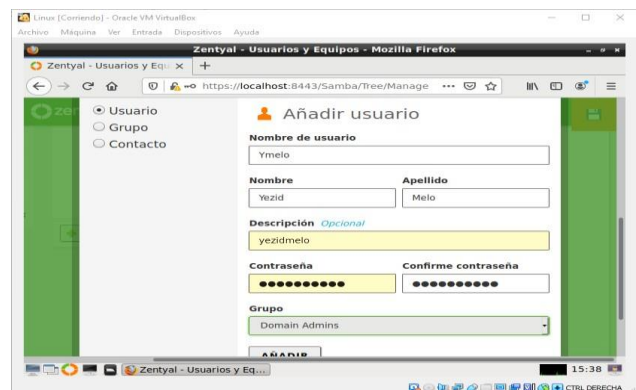 Linux [Corriendo] - Oracle VM VirtualBox
Archivo Máquina Ver Entrada Dispositivos Ayuda
Zentyal - Usuarios y Equipos - Mozilla Firefox
Zentyal - Usuarios y Equ
https://localhost:8443/Samba/Tree/Manage
zen
Usuario
Grupo
Contacto
Añadir usuario
Nombre de usuario
Ymelo
Nombre Apellido
Yezid Melo
Descripción Opcional
yezidmelo
Contraseña Confirme contraseña
Grupo
Domain Admins
AÑADIR
Zentyal - Usuarios y Eq...
15:38
CTRL DERECHA